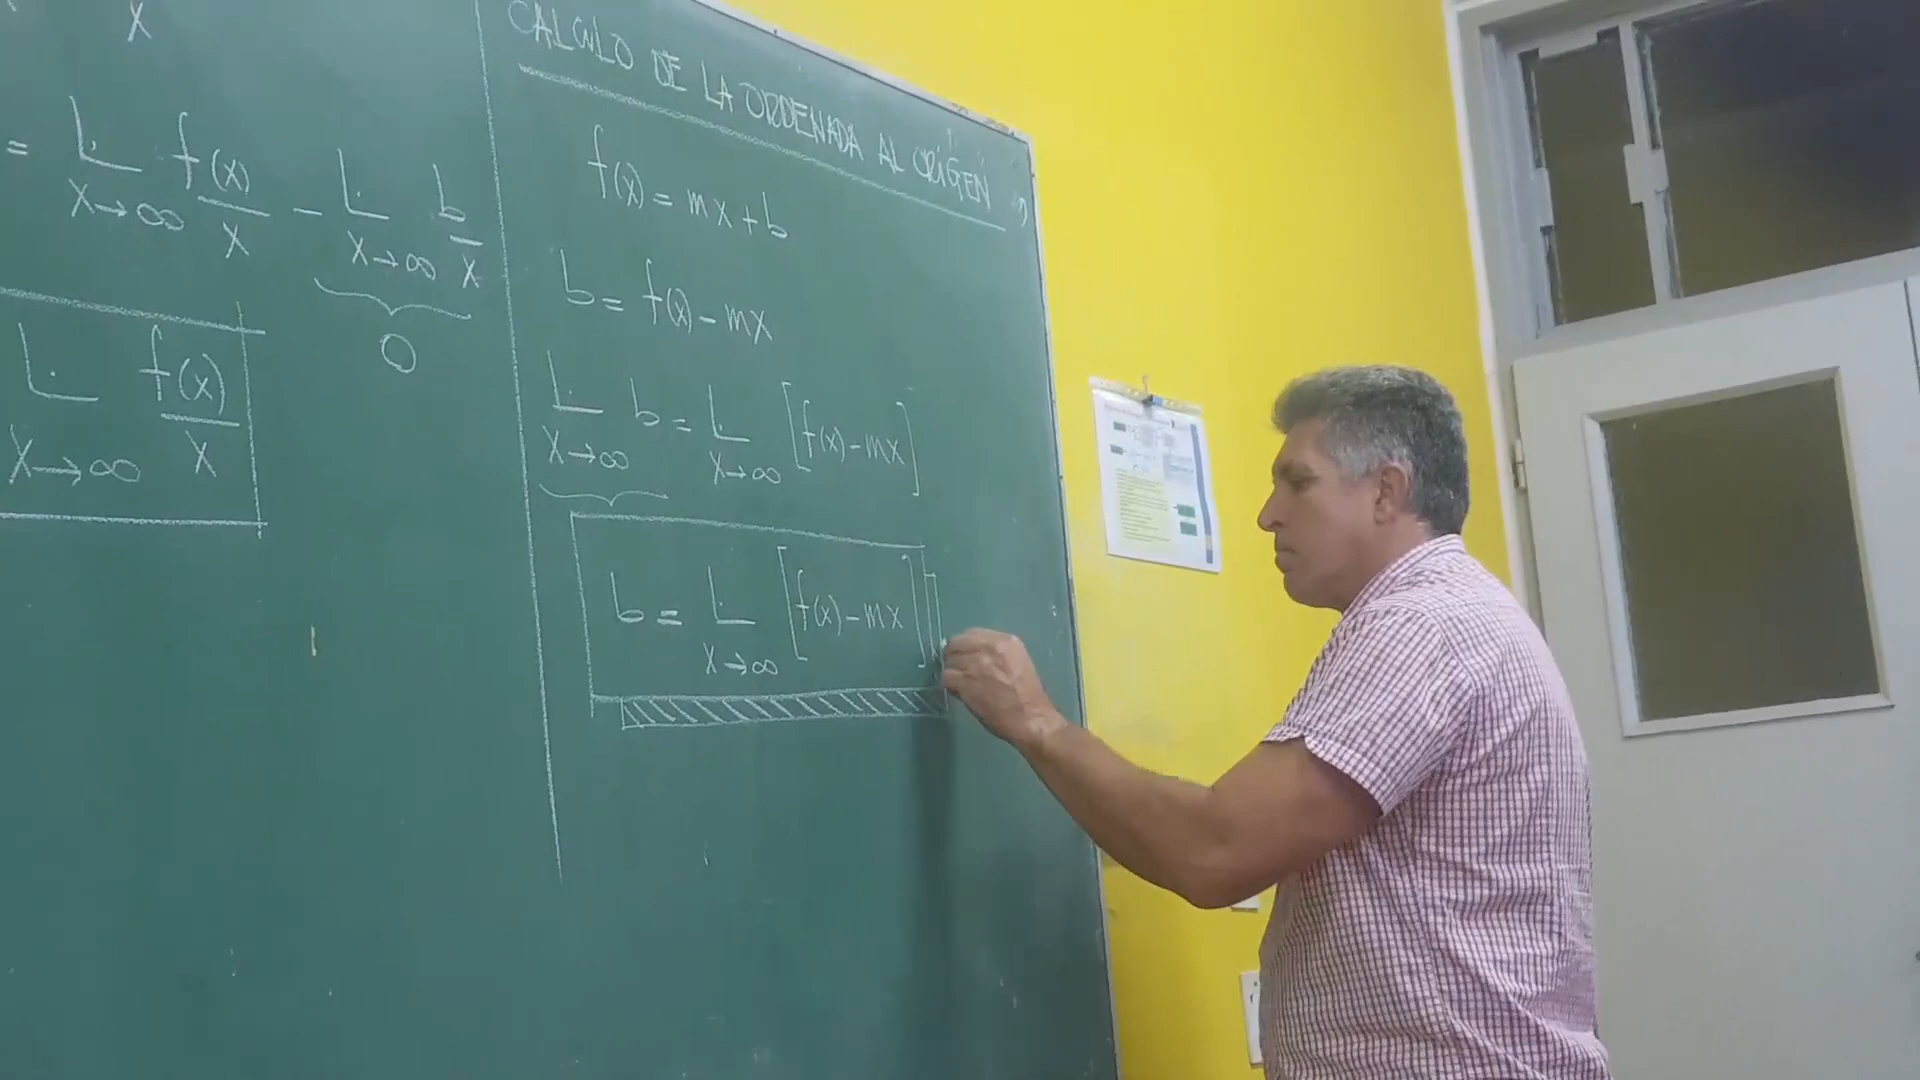 x
= L f(x)/x - L b/x
x→∞ x→∞
0
L f(x)/x
x→∞
CALCULO DE LA ORDENADA AL ORIGEN
f(x) = mx + b
b = f(x) - mx
L b = L [f(x) - mx]
x→∞ x→∞
b = L [f(x) - mx]
x→∞